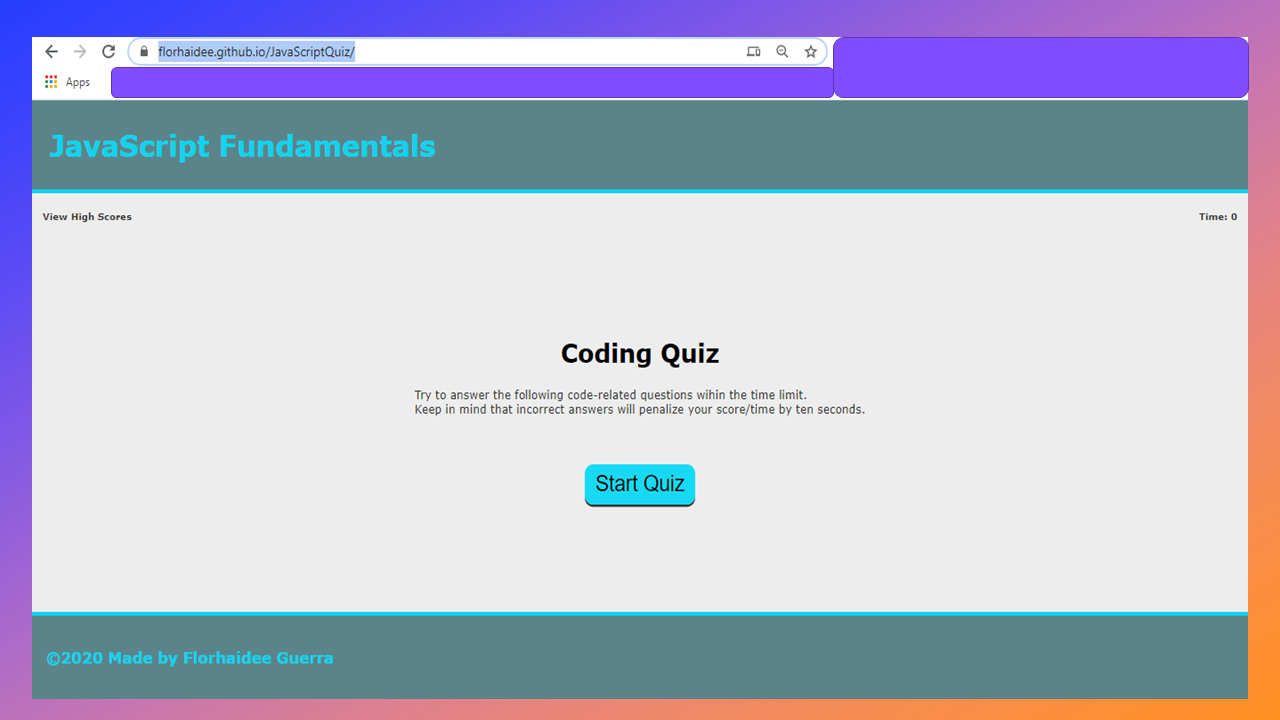 florhaidee.github.io/JavaScriptQuiz/
Apps
JavaScript Fundamentals
View High Scores
Time: 0
Coding Quiz
Try to answer the following code-related questions wihin the time limit.
Keep in mind that incorrect answers will penalize your score/time by ten seconds.
Start Quiz
©2020 Made by Florhaidee Guerra